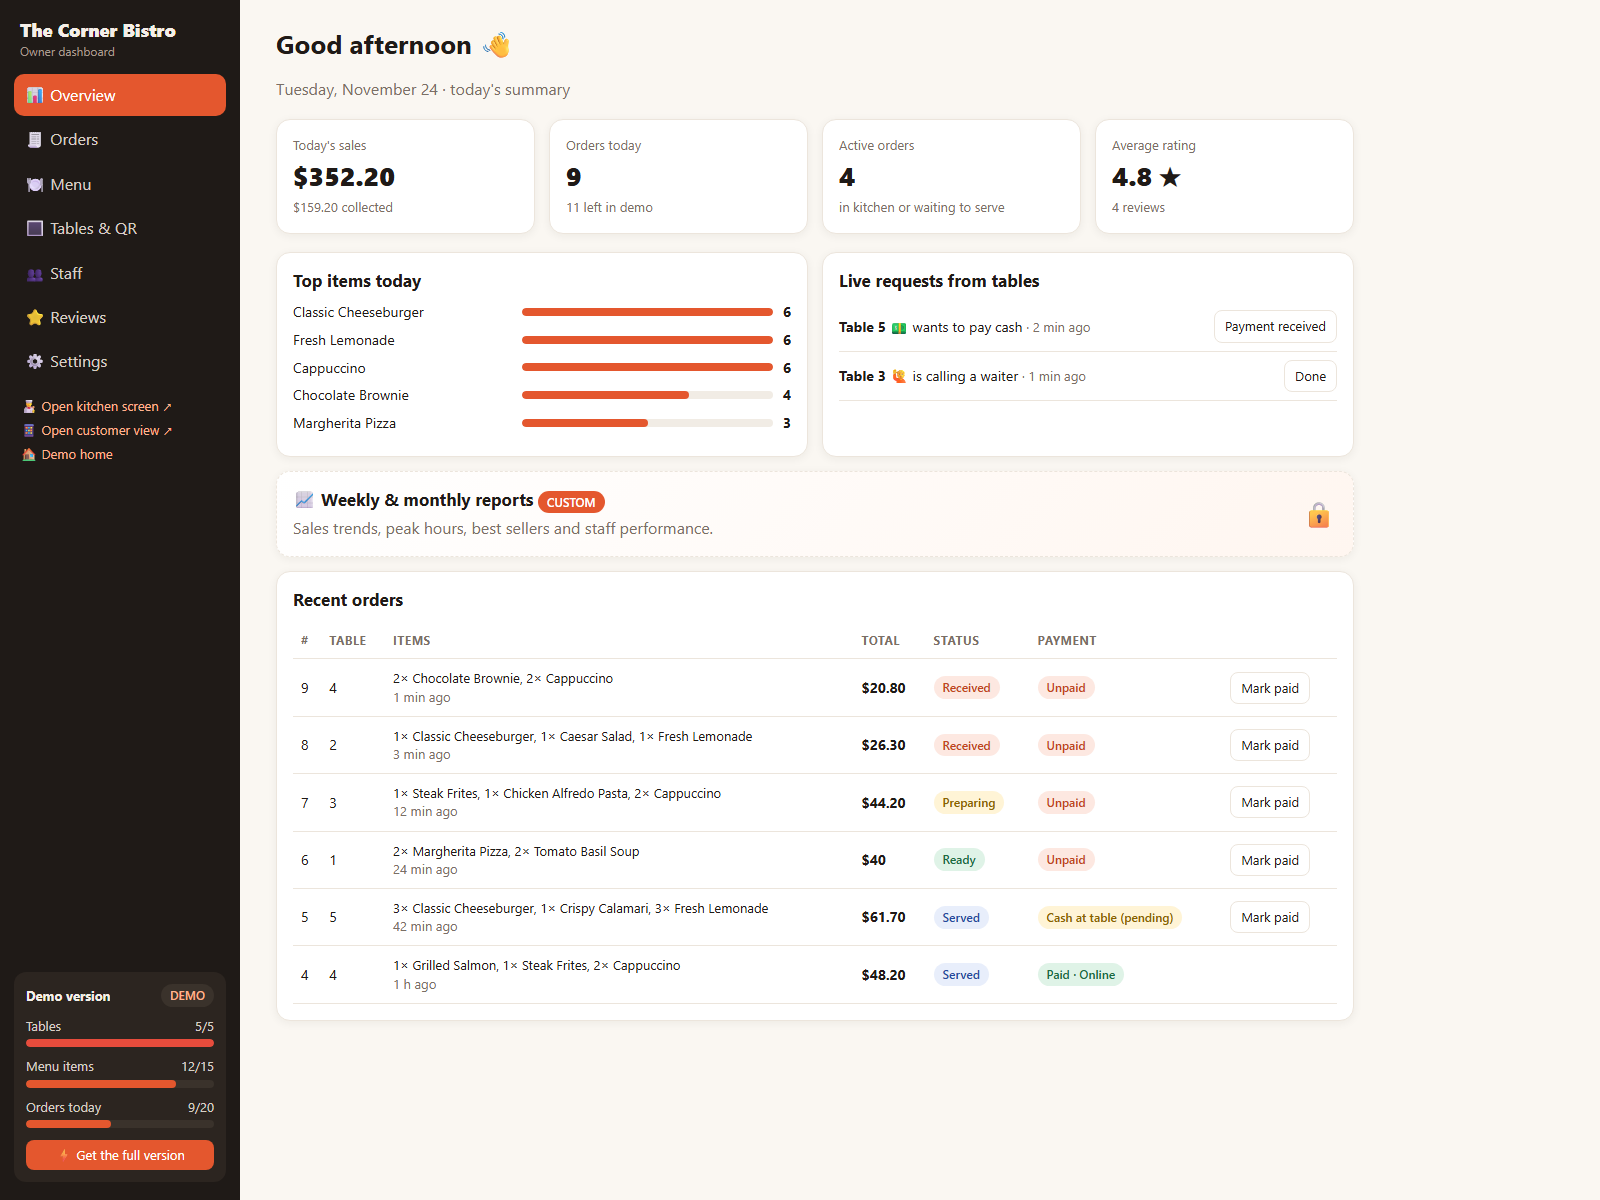 The Corner Bistro
Owner dashboard
Overview
Orders
Menu
Tables & QR
Staff
Reviews
Settings
Open kitchen screen ↗
Open customer view ↗
Demo home
Demo version DEMO
Tables 5/5
Menu items 12/15
Orders today 9/20
Get the full version
Good afternoon
Tuesday, November 24 · today's summary
Today's sales
$352.20
$159.20 collected
Orders today
9
11 left in demo
Active orders
4
in kitchen or waiting to serve
Average rating
4.8 ★
4 reviews
Top items today
Classic Cheeseburger 6
Fresh Lemonade 6
Cappuccino 6
Chocolate Brownie 4
Margherita Pizza 3
Live requests from tables
Table 5 wants to pay cash · 2 min ago Payment received
Table 3 is calling a waiter · 1 min ago Done
Weekly & monthly reports CUSTOM
Sales trends, peak hours, best sellers and staff performance.
Recent orders
# TABLE ITEMS TOTAL STATUS PAYMENT
9 4 2× Chocolate Brownie, 2× Cappuccino $20.80 Received Unpaid Mark paid
1 min ago
8 2 1× Classic Cheeseburger, 1× Caesar Salad, 1× Fresh Lemonade $26.30 Received Unpaid Mark paid
3 min ago
7 3 1× Steak Frites, 1× Chicken Alfredo Pasta, 2× Cappuccino $44.20 Preparing Unpaid Mark paid
12 min ago
6 1 2× Margherita Pizza, 2× Tomato Basil Soup $40 Ready Unpaid Mark paid
24 min ago
5 5 3× Classic Cheeseburger, 1× Crispy Calamari, 3× Fresh Lemonade $61.70 Served Cash at table (pending) Mark paid
42 min ago
4 4 1× Grilled Salmon, 1× Steak Frites, 2× Cappuccino $48.20 Served Paid · Online
1 h ago